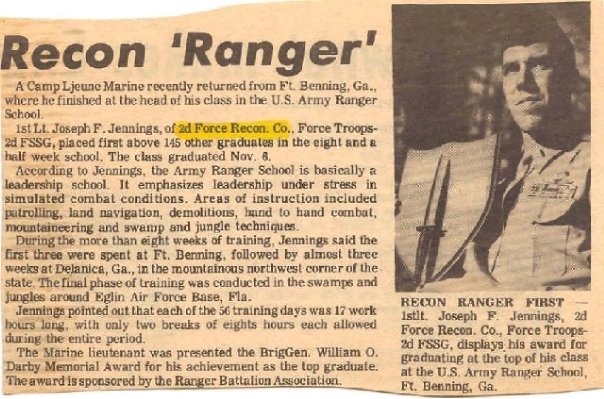 Recon 'Ranger'
A Camp Ljeune Marine recently returned from Ft. Benning, Ga.,
where he finished at the head of his class in the U.S. Army Ranger
School.
1st Lt. Joseph F. Jennings, of 2d Force Recon. Co., Force Troops-
2d FSSG, placed first above 145 other graduates in the eight and a
half week school. The class graduated Nov. 6.
According to Jennings, the Army Ranger School is basically a
leadership school. It emphasizes leadership under stress in
simulated combat conditions. Areas of instruction included
patrolling, land navigation, demolitions, hand to hand combat,
mountaineering and swamp and jungle techniques.
During the more than eight weeks of training, Jennings said the
first three were spent at Ft. Benning, followed by almost three
weeks at Delanica, Ga., in the mountainous northwest corner of the
state. The final phase of training was conducted in the swamps and
jungles around Eglin Air Force Base, Fla.
Jennings pointed out that each of the 56 training days was 17 work
hours long, with only two breaks of eights hours each allowed
during the entire period.
The Marine lieutenant was presented the BrigGen. William O.
Darby Memorial Award for his achievement as the top graduate.
The award is sponsored by the Ranger Battalion Association.
RECON RANGER FIRST —
1stlt. Joseph F. Jennings, 2d
Force Recon. Co., Force Troops-
2d FSSG, displays his award for
graduating at the top of his class
at the U.S. Army Ranger School,
Ft. Benning, Ga.